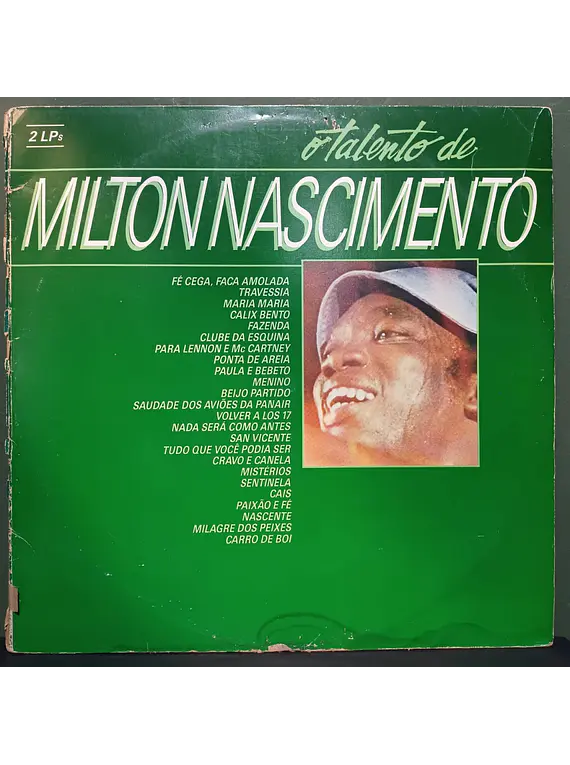 2 LPs
o talento de
MILTON NASCIMENTO
FÉ CEGA, FACA AMOLADA
TRAVESSIA
MARIA MARIA
CALIX BENTO
FAZENDA
CLUBE DA ESQUINA
PARA LENNON E Mc CARTNEY
PONTA DE AREIA
PAULA E BEBETO
MENINO
BEIJO PARTIDO
SAUDADE DOS AVIÕES DA PANAIR
VOLVER A LOS 17
NADA SERÁ COMO ANTES
SAN VICENTE
TUDO QUE VOCÊ PODIA SER
CRAVO E CANELA
MISTÉRIOS
SENTINELA
CAIS
PAIXÃO E FÉ
NASCENTE
MILAGRE DOS PEIXES
CARRO DE BOI